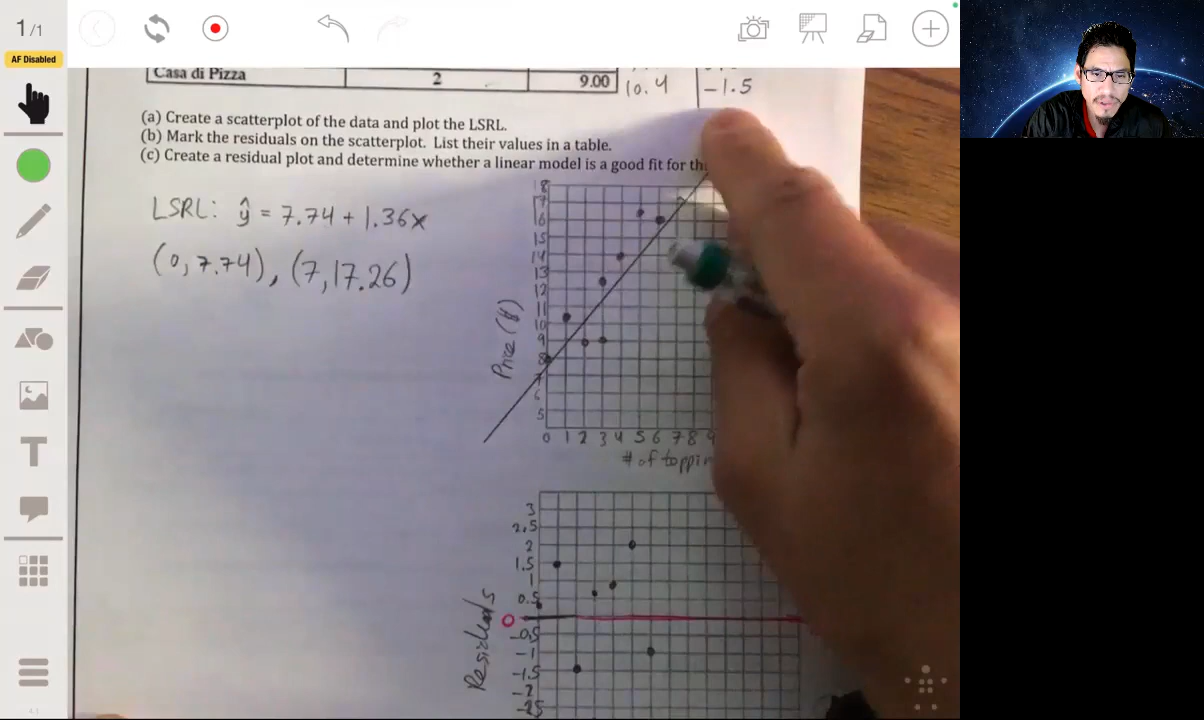 1/1
AF Disabled
Casa di Pizza 2 9.00 10.4 -1.5
(a) Create a scatterplot of the data and plot the LSRL.
(b) Mark the residuals on the scatterplot. List their values in a table.
(c) Create a residual plot and determine whether a linear model is a good fit for
LSRL: ŷ = 7.74 + 1.36x
(0, 7.74), (7, 17.26)
Price ($)
18
17
16
15
14
13
12
11
10
9
8
7
6
5
0 1 2 3 4 5 6 7 8 9
# of
Residuals
3
2.5
2
1.5
1
0.5
0
-0.5
-1
-1.5
-2
-2.5
T